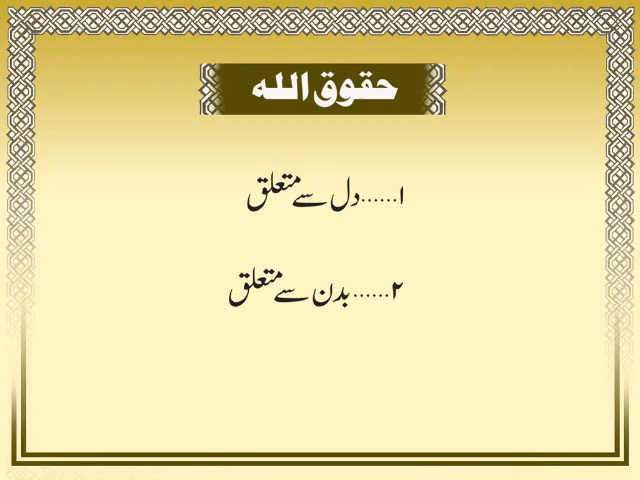 حقوق الله
۱......دل سے متعلق
۲......بدن سے متعلق